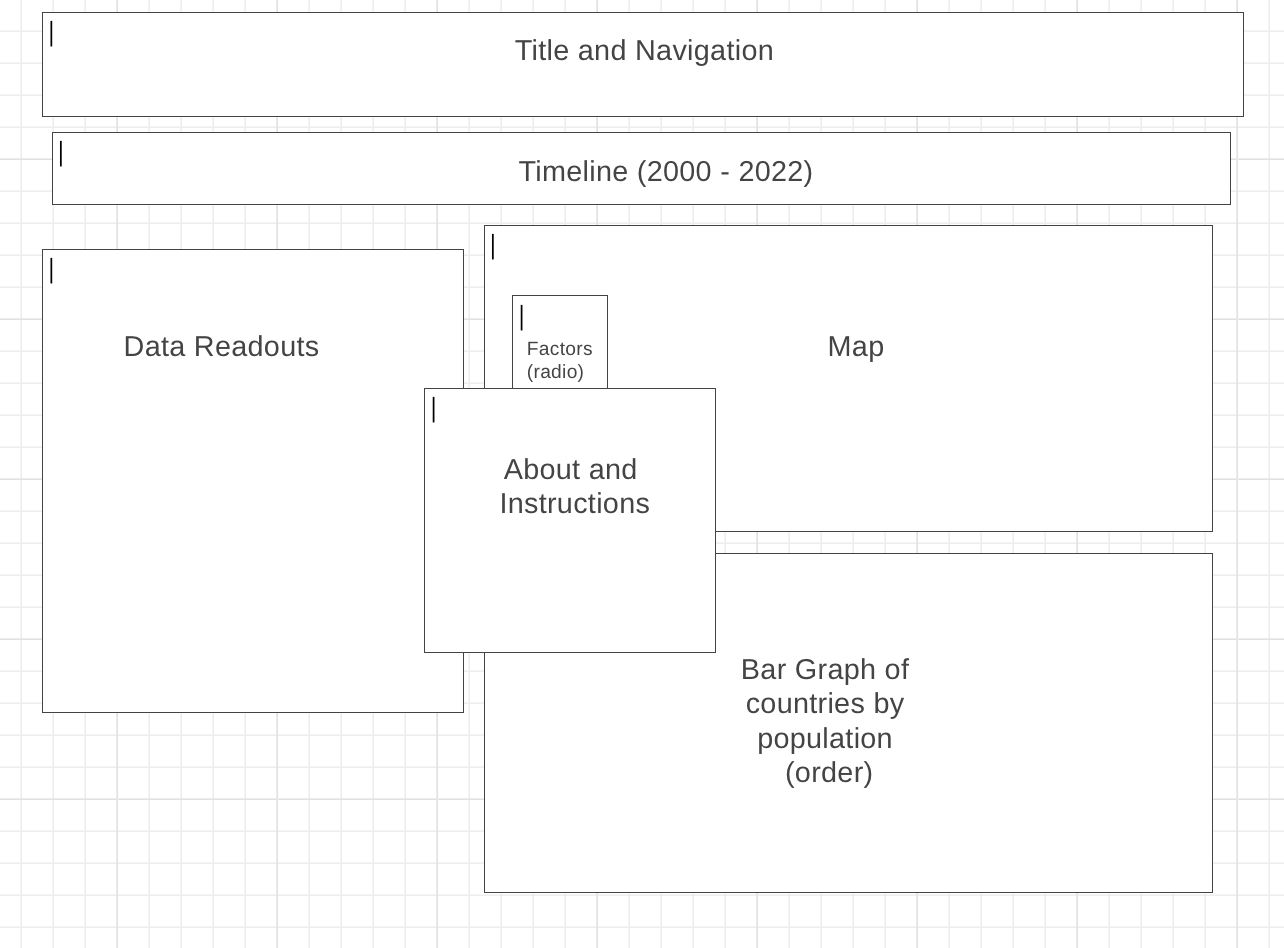 Title and Navigation
Timeline (2000 - 2022)
Data Readouts
Map
Factors
(radio)
About and
Instructions
Bar Graph of
countries by
population
(order)